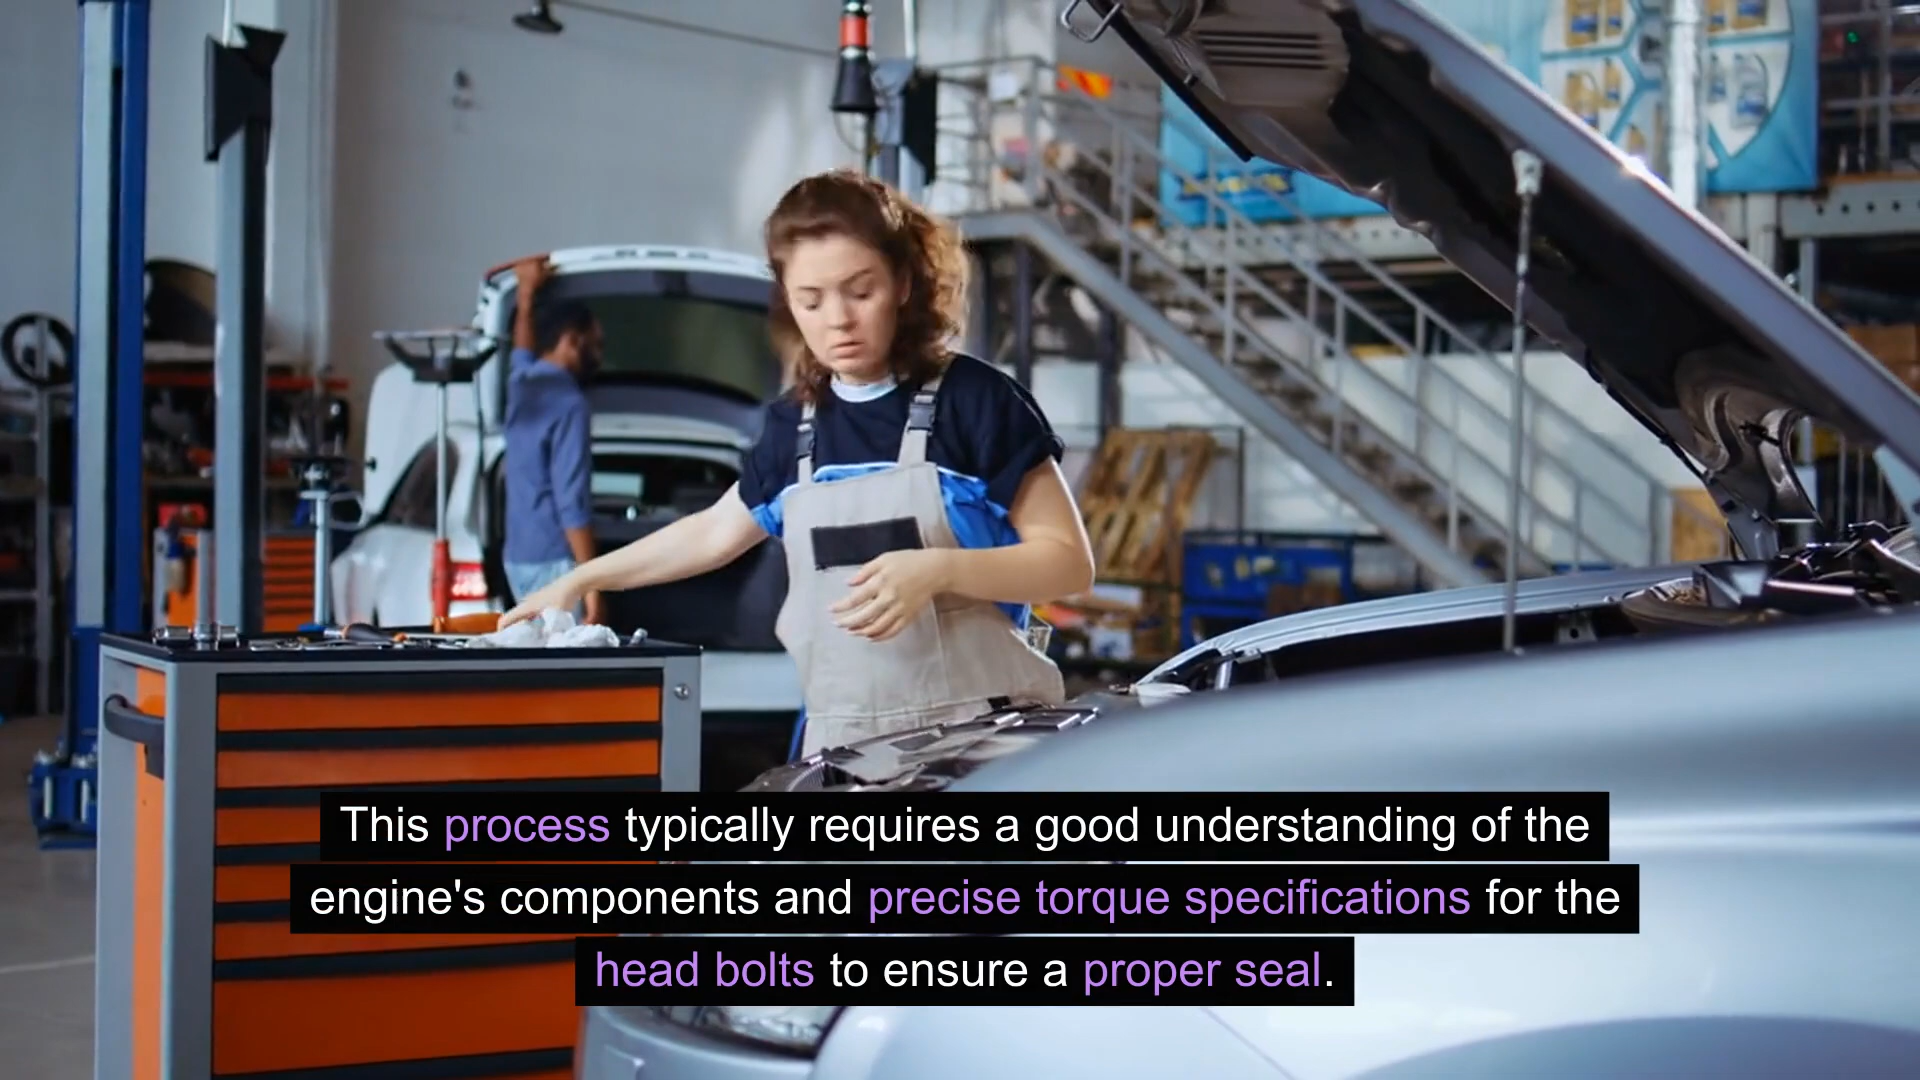 This process typically requires a good understanding of the
engine's components and precise torque specifications for the
head bolts to ensure a proper seal.